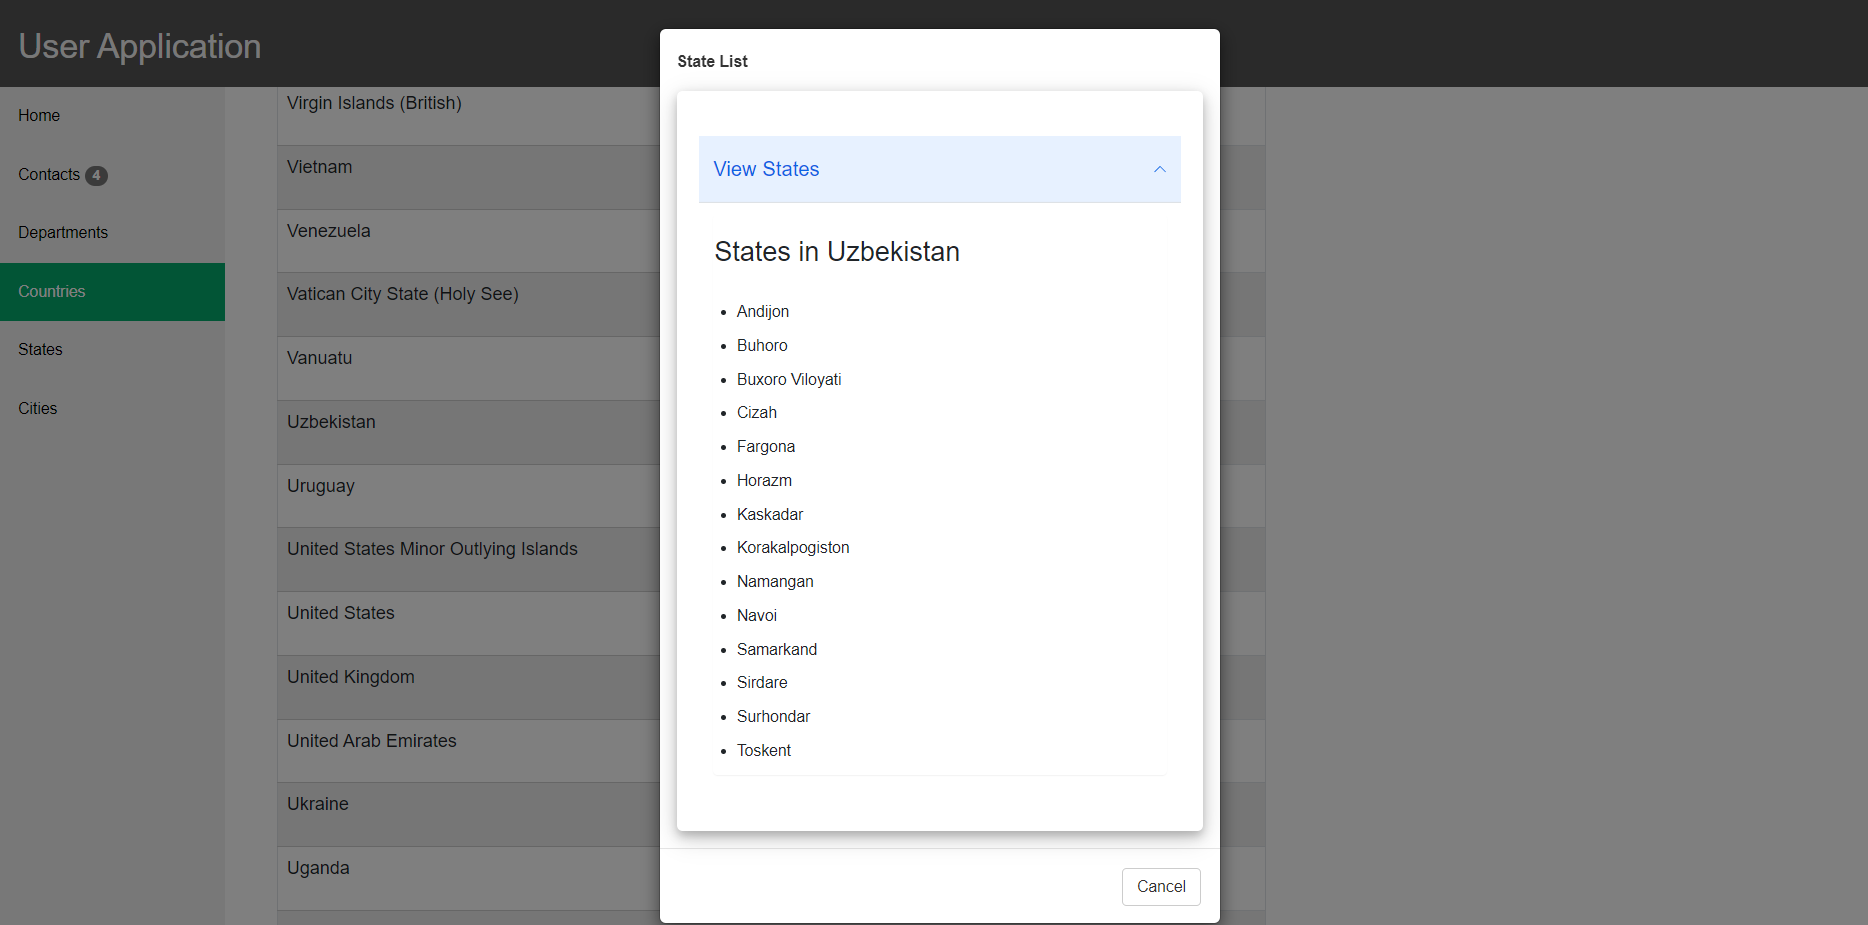 User Application
Home
Contacts 4
Departments
Countries
States
Cities
Virgin Islands (British)
Vietnam
Venezuela
Vatican City State (Holy See)
Vanuatu
Uzbekistan
Uruguay
United States Minor Outlying Islands
United States
United Kingdom
United Arab Emirates
Ukraine
Uganda
State List
View States
States in Uzbekistan
Andijon
Buhoro
Buxoro Viloyati
Cizah
Fargona
Horazm
Kaskadar
Korakalpogiston
Namangan
Navoi
Samarkand
Sirdare
Surhondar
Toskent
Cancel